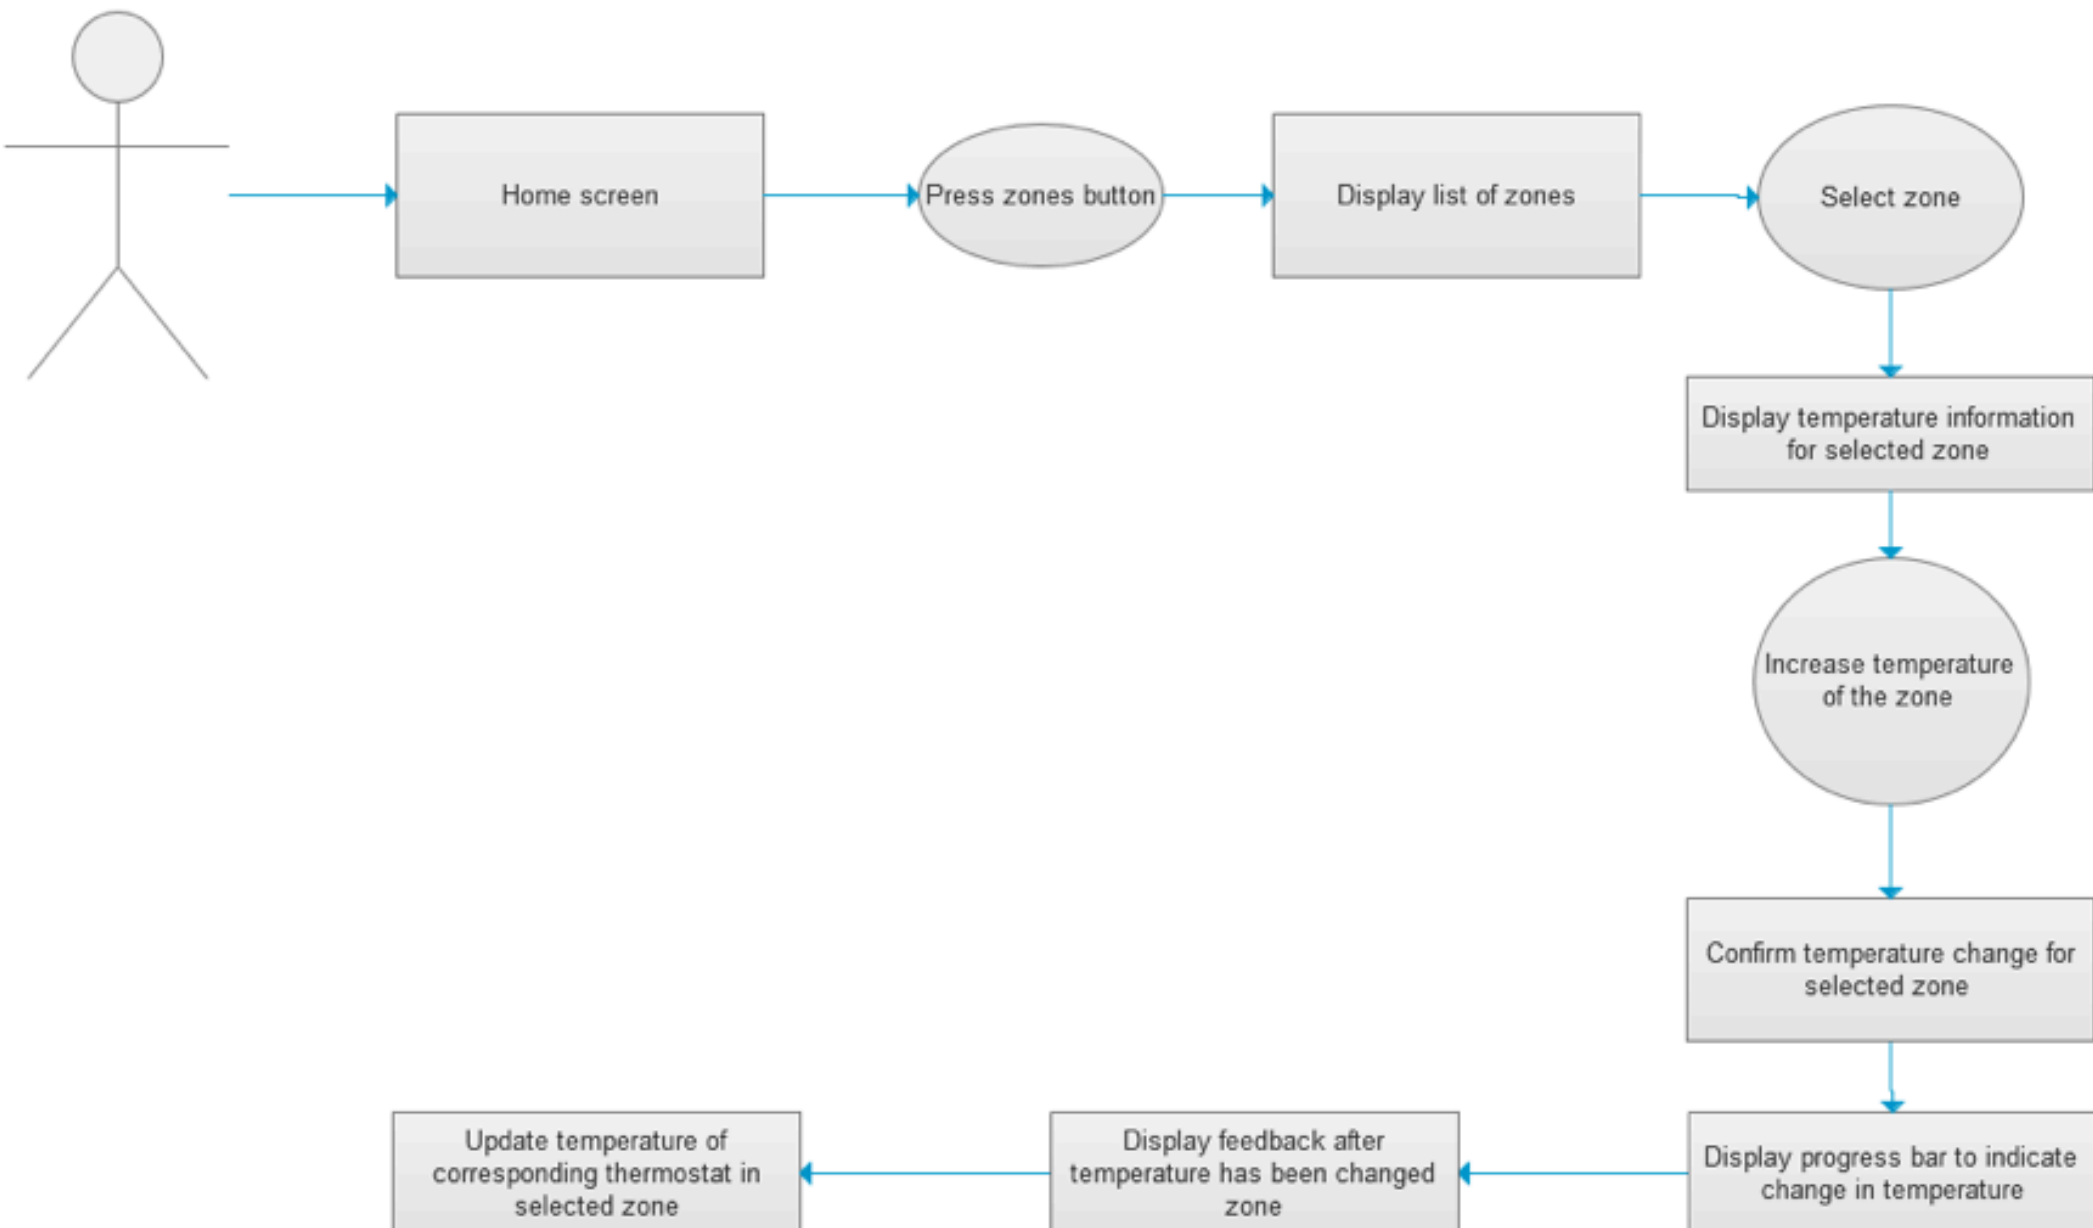 Home screen
Press zones button
Display list of zones
Select zone
Display temperature information
for selected zone
Increase temperature
of the zone
Confirm temperature change for
selected zone
Display progress bar to indicate
change in temperature
Display feedback after
temperature has been changed
zone
Update temperature of
corresponding thermostat in
selected zone